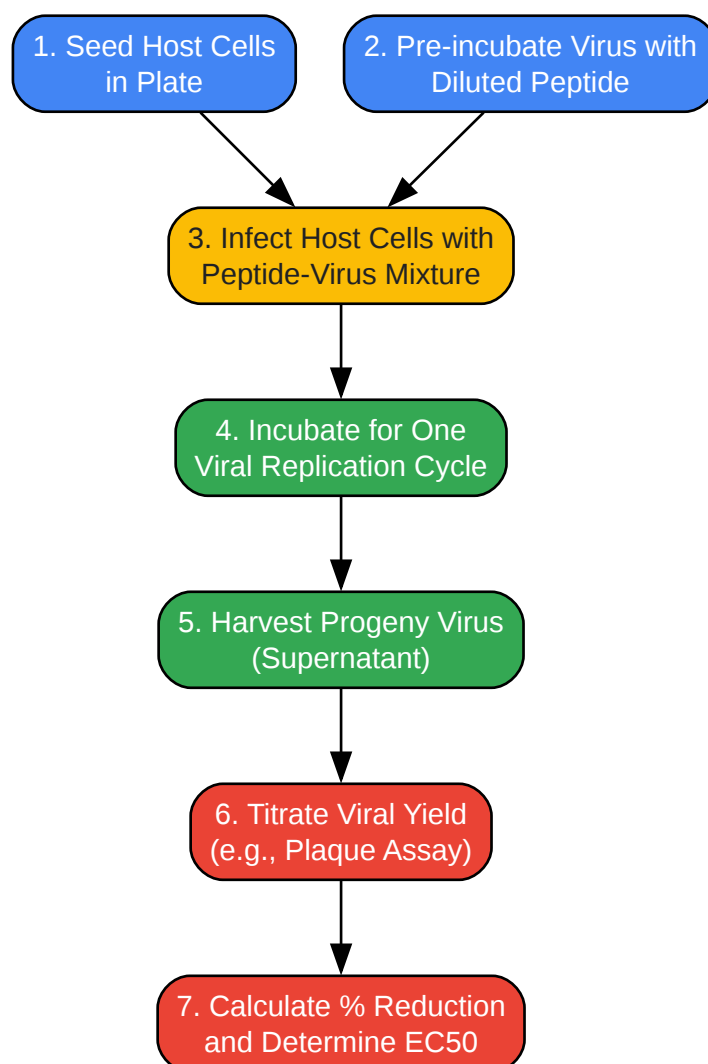 1. Seed Host Cells
in Plate
2. Pre-incubate Virus with
Diluted Peptide
3. Infect Host Cells with
Peptide-Virus Mixture
4. Incubate for One
Viral Replication Cycle
5. Harvest Progeny Virus
(Supernatant)
6. Titrate Viral Yield
(e.g., Plaque Assay)
7. Calculate % Reduction
and Determine EC50